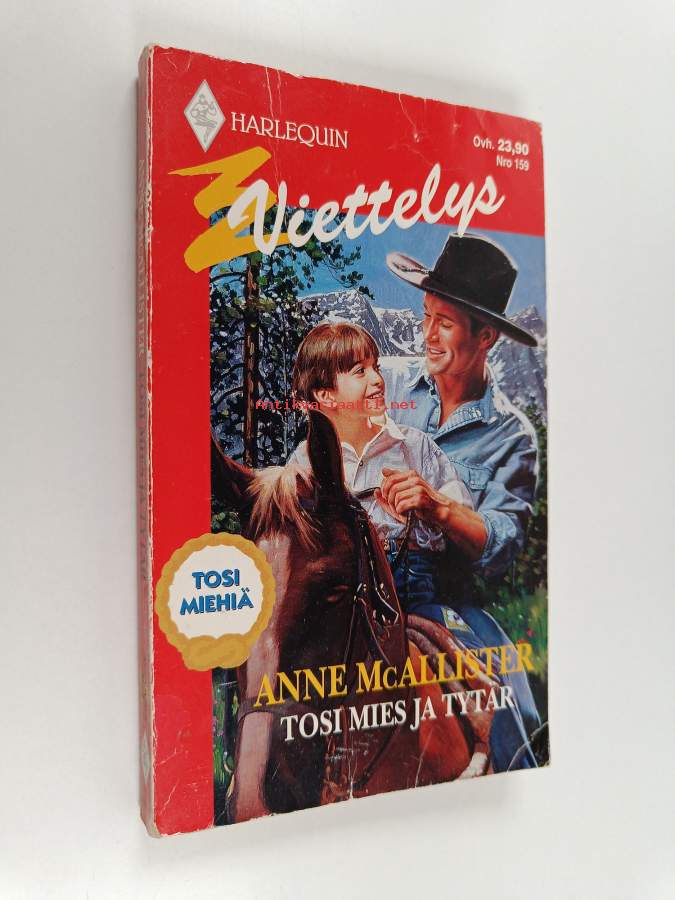 HARLEQUIN
Ovh. 23,90
Nro 159
Viettelys
Antikvariaatti.net
TOSI
MIEHIÄ
ANNE McALLISTER
TOSI MIES JA TYTÄR